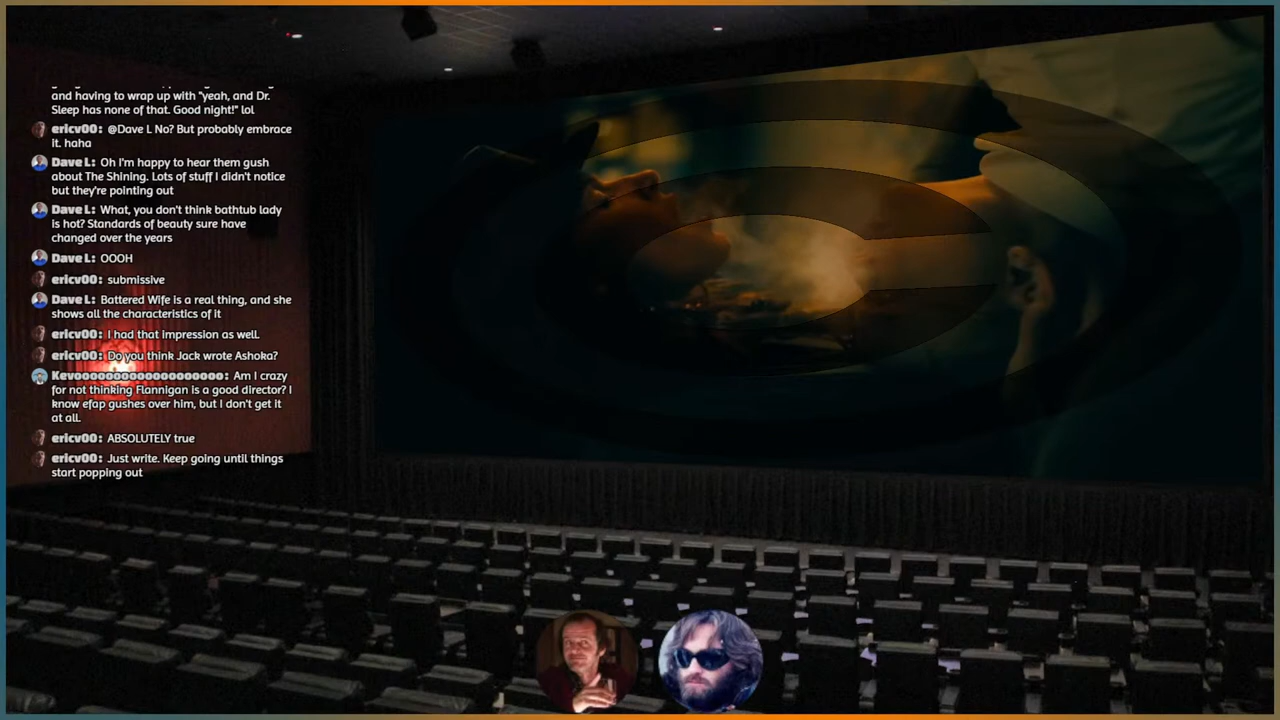 and having to wrap up with "yeah, and Dr.
Sleep has none of that. Good night!" lol
ericv00: @Dave L No? But probably embrace
it. haha
Dave L: Oh I'm happy to hear them gush
about The Shining. Lots of stuff I didn't notice
but they're pointing out
Dave L: What, you don't think bathtub lady
is hot? Standards of beauty sure have
changed over the years
Dave L: OOOH
ericv00: submissive
Dave L: Battered Wife is a real thing, and she
shows all the characteristics of it
ericv00: I had that impression as well.
ericv00: Do you think Jack wrote Ashoka?
Kevoooooooooooooooooooo: Am I crazy
for not thinking Flannigan is a good director? I
know efap gushes over him, but I don't get it
at all.
ericv00: ABSOLUTELY true
ericv00: Just write. Keep going until things
start popping out